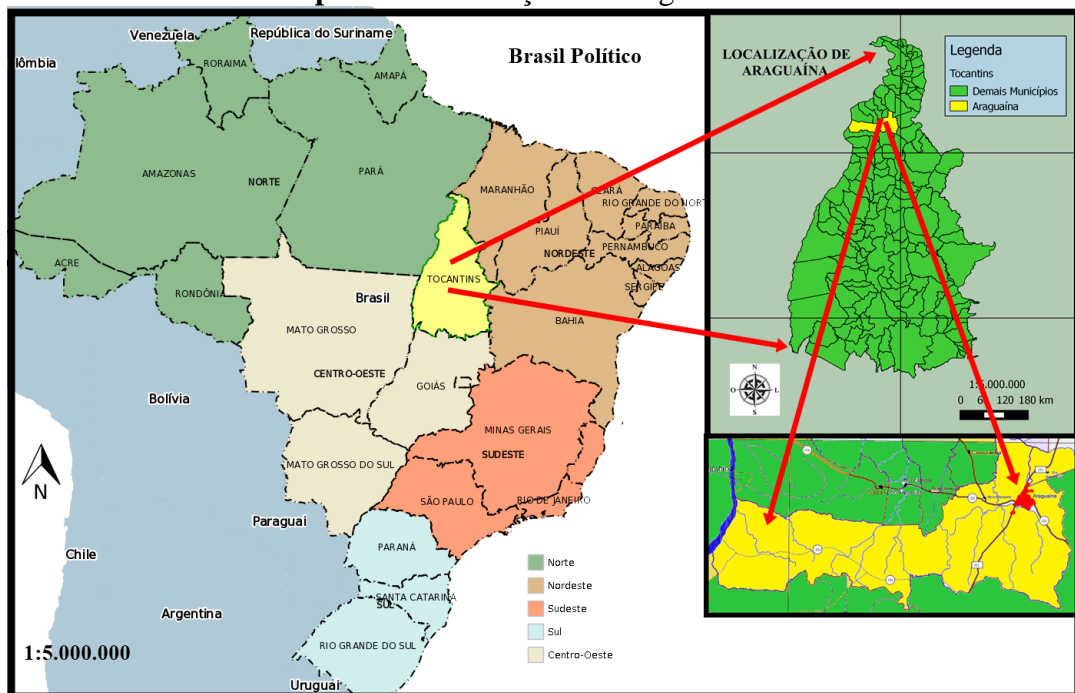 Venezuela
República do Suriname
lômbia
Brasil Político
RORAIMA
AMAPÁ
AMAZONAS
NORTE
PARÁ
MARANHÃO
CEARÁ
RIO GRANDE DO NORT
PARAÍBA
PIAUÍ
PERNAMBUCO
NORDESTE
ALAGOAS
SERGIPE
ACRE
RONDÔNIA
TOCANTINS
Brasil
BAHIA
MATO GROSSO
CENTRO-OESTE
GOIÁS
Bolívia
MINAS GERAIS
SUDESTE
MATO GROSSO DO SUL
SÃO PAULO
RIO DE JANEIRO
N
Paraguai
PARANÁ
Chile
SANTA CATARINA
SUL
Argentina
RIO GRANDE DO SUL
1:5.000.000
Uruguai
Norte
Nordeste
Sudeste
Sul
Centro-Oeste
LOCALIZAÇÃO DE
ARAGUAÍNA
Legenda
Tocantins
Demais Municípios
Araguaína
N
O
L
S
1:5.000.000
0 60 120 180 km
Araguaína